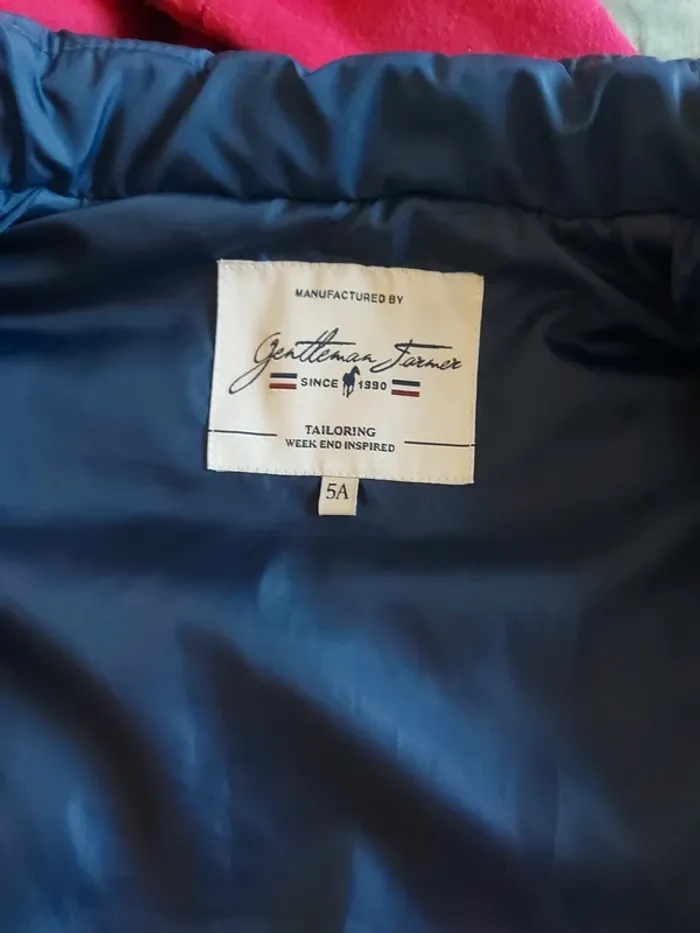 MANUFACTURED BY
Gentleman Farmer
SINCE 1990
TAILORING
WEEK END INSPIRED
5A